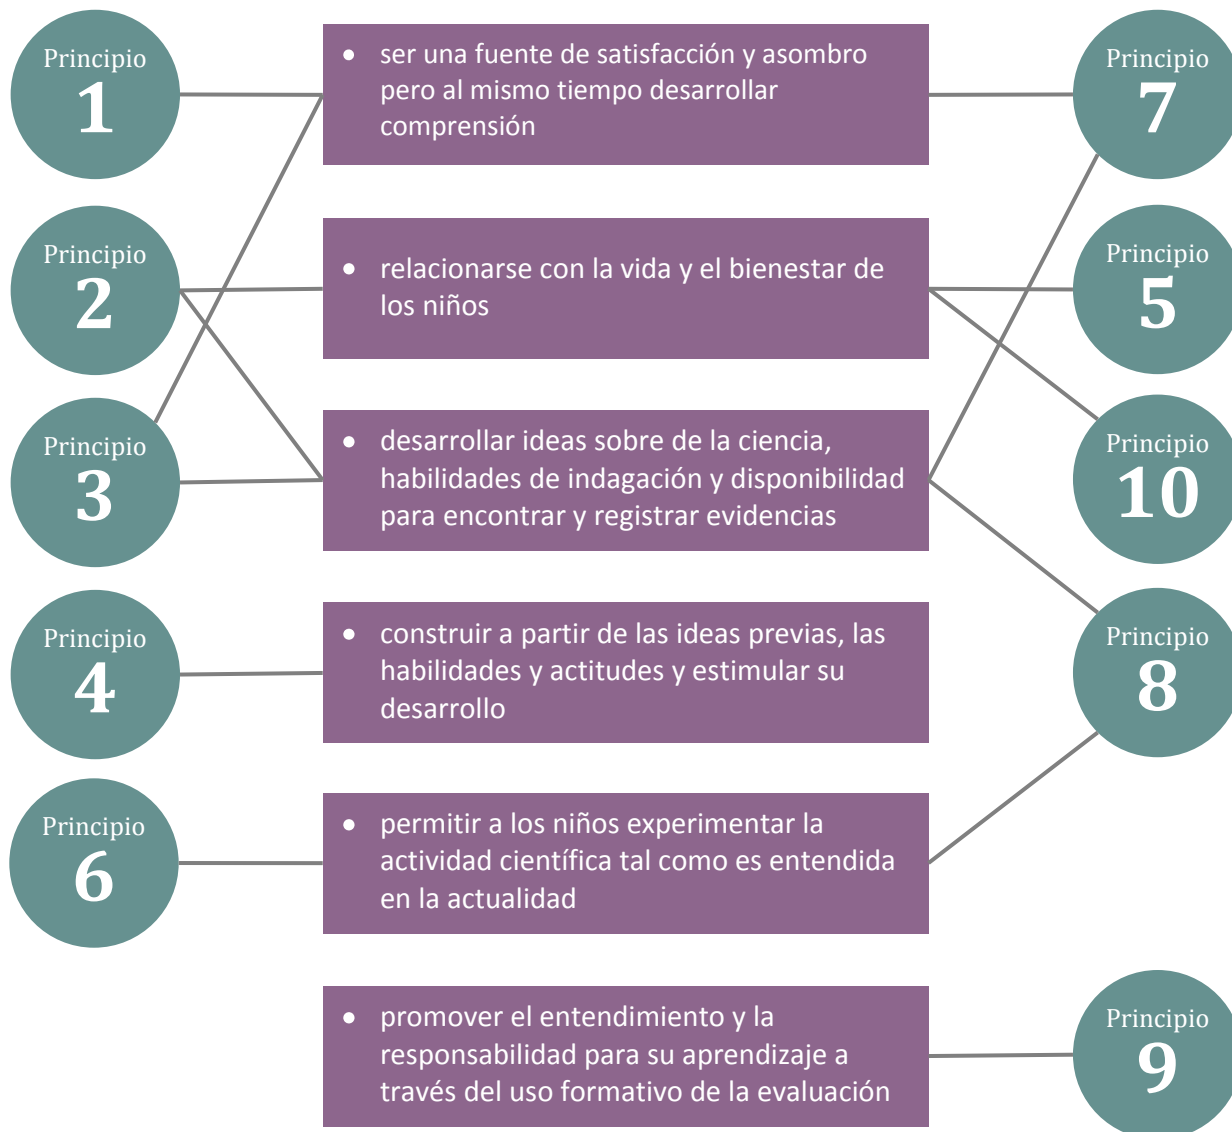 Principio
1
• ser una fuente de satisfacción y asombro
pero al mismo tiempo desarrollar
comprensión
Principio
7
Principio
2
• relacionarse con la vida y el bienestar de
los niños
Principio
5
Principio
3
• desarrollar ideas sobre de la ciencia,
habilidades de indagación y disponibilidad
para encontrar y registrar evidencias
Principio
10
Principio
4
• construir a partir de las ideas previas, las
habilidades y actitudes y estimular su
desarrollo
Principio
8
Principio
6
• permitir a los niños experimentar la
actividad científica tal como es entendida
en la actualidad
• promover el entendimiento y la
responsabilidad para su aprendizaje a
través del uso formativo de la evaluación
Principio
9